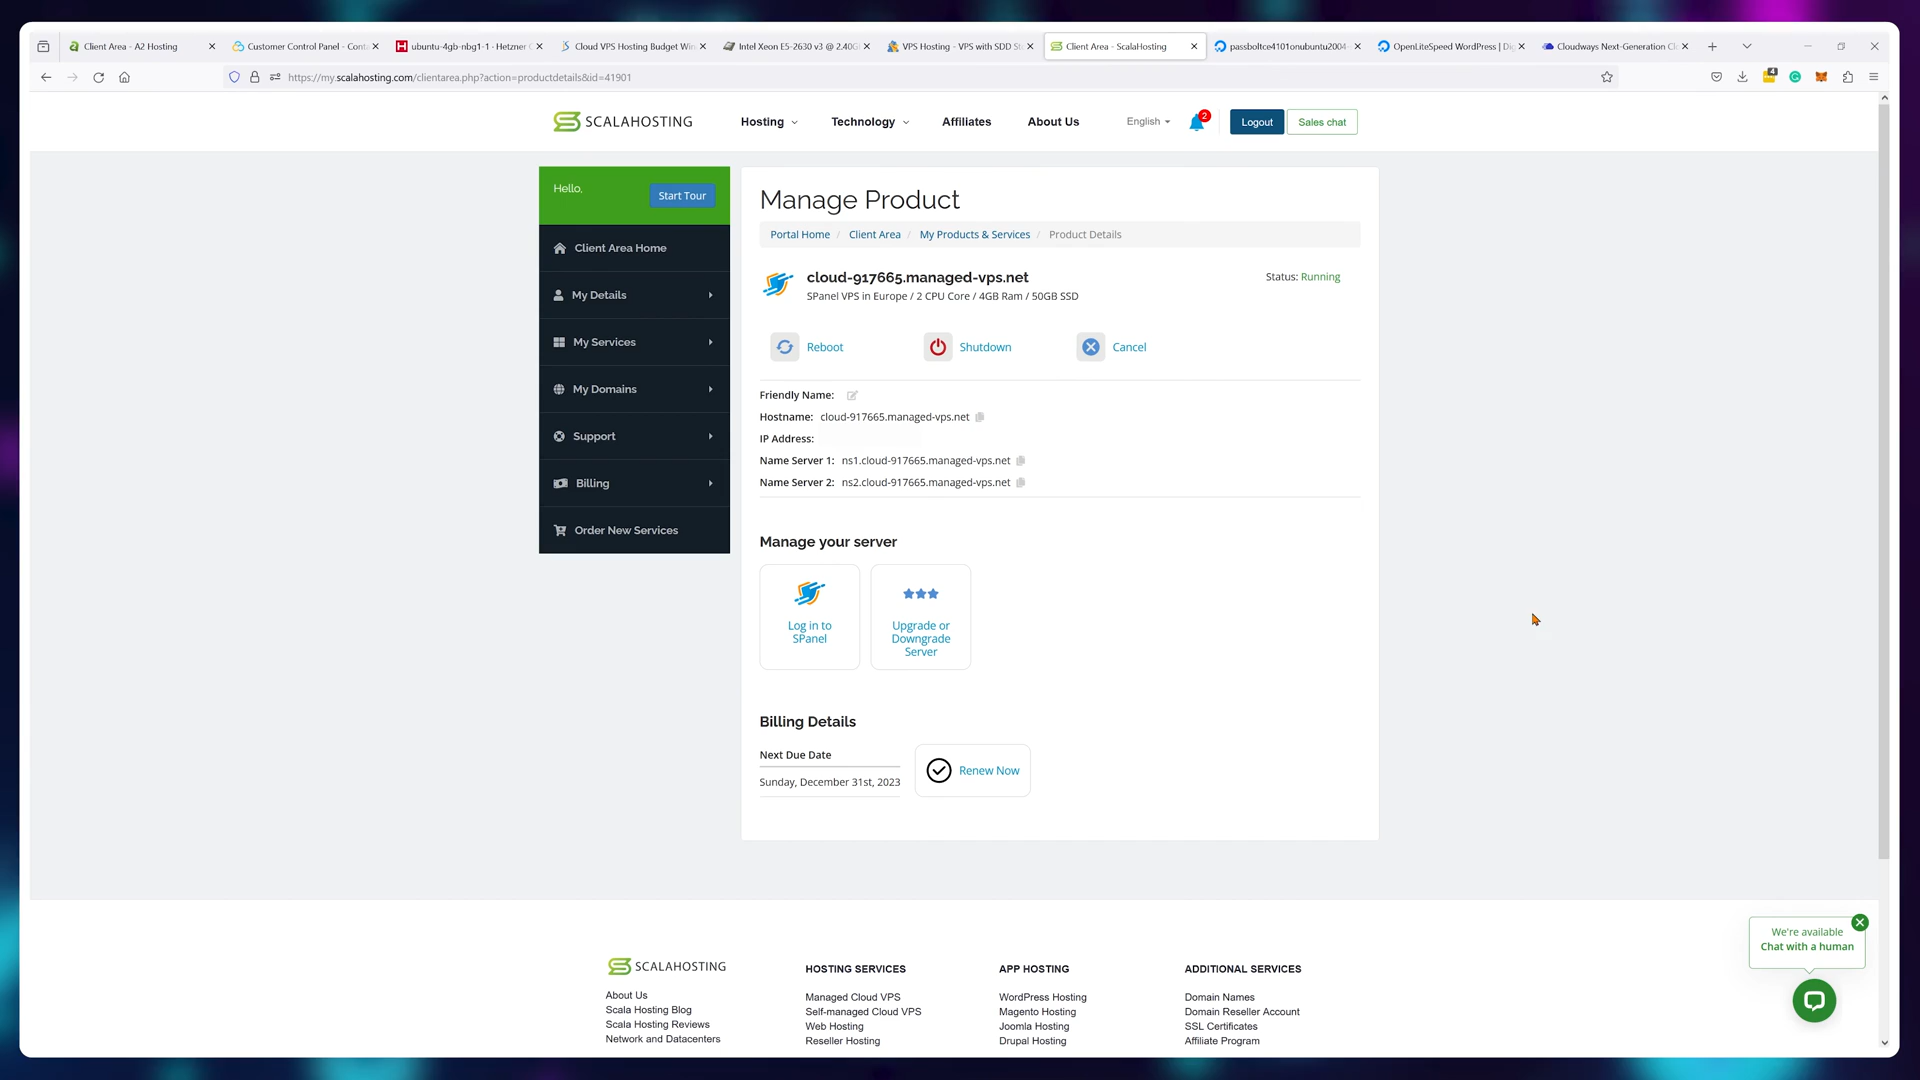 Client Area - A2 Hosting
Customer Control Panel - Cont
ubuntu-4gb-nbg1-1 · Hetzner C
Cloud VPS Hosting Budget Win
Intel Xeon E5-2630 v3 @ 2.40G
VPS Hosting - VPS with SDD St
Client Area - ScalaHosting
passboltce4101onubuntu2004-
OpenLiteSpeed WordPress | Dig
Cloudways Next-Generation Cl
https://my.scalahosting.com/clientarea.php?action=productdetails&id=41901
4
SCALAHOSTING
Hosting
Technology
Affiliates
About Us
English
2
Logout
Sales chat
Hello,
Start Tour
Client Area Home
My Details
My Services
My Domains
Support
Billing
Order New Services
Manage Product
Portal Home / Client Area / My Products & Services / Product Details
cloud-917665.managed-vps.net
SPanel VPS in Europe / 2 CPU Core / 4GB Ram / 50GB SSD
Status: Running
Reboot
Shutdown
Cancel
Friendly Name:
Hostname: cloud-917665.managed-vps.net
IP Address:
Name Server 1: ns1.cloud-917665.managed-vps.net
Name Server 2: ns2.cloud-917665.managed-vps.net
Manage your server
Log in to
SPanel
Upgrade or
Downgrade
Server
Billing Details
Next Due Date
Sunday, December 31st, 2023
Renew Now
We're available
Chat with a human
SCALAHOSTING
About Us
Scala Hosting Blog
Scala Hosting Reviews
Network and Datacenters
HOSTING SERVICES
Managed Cloud VPS
Self-managed Cloud VPS
Web Hosting
Reseller Hosting
APP HOSTING
WordPress Hosting
Magento Hosting
Joomla Hosting
Drupal Hosting
ADDITIONAL SERVICES
Domain Names
Domain Reseller Account
SSL Certificates
Affiliate Program